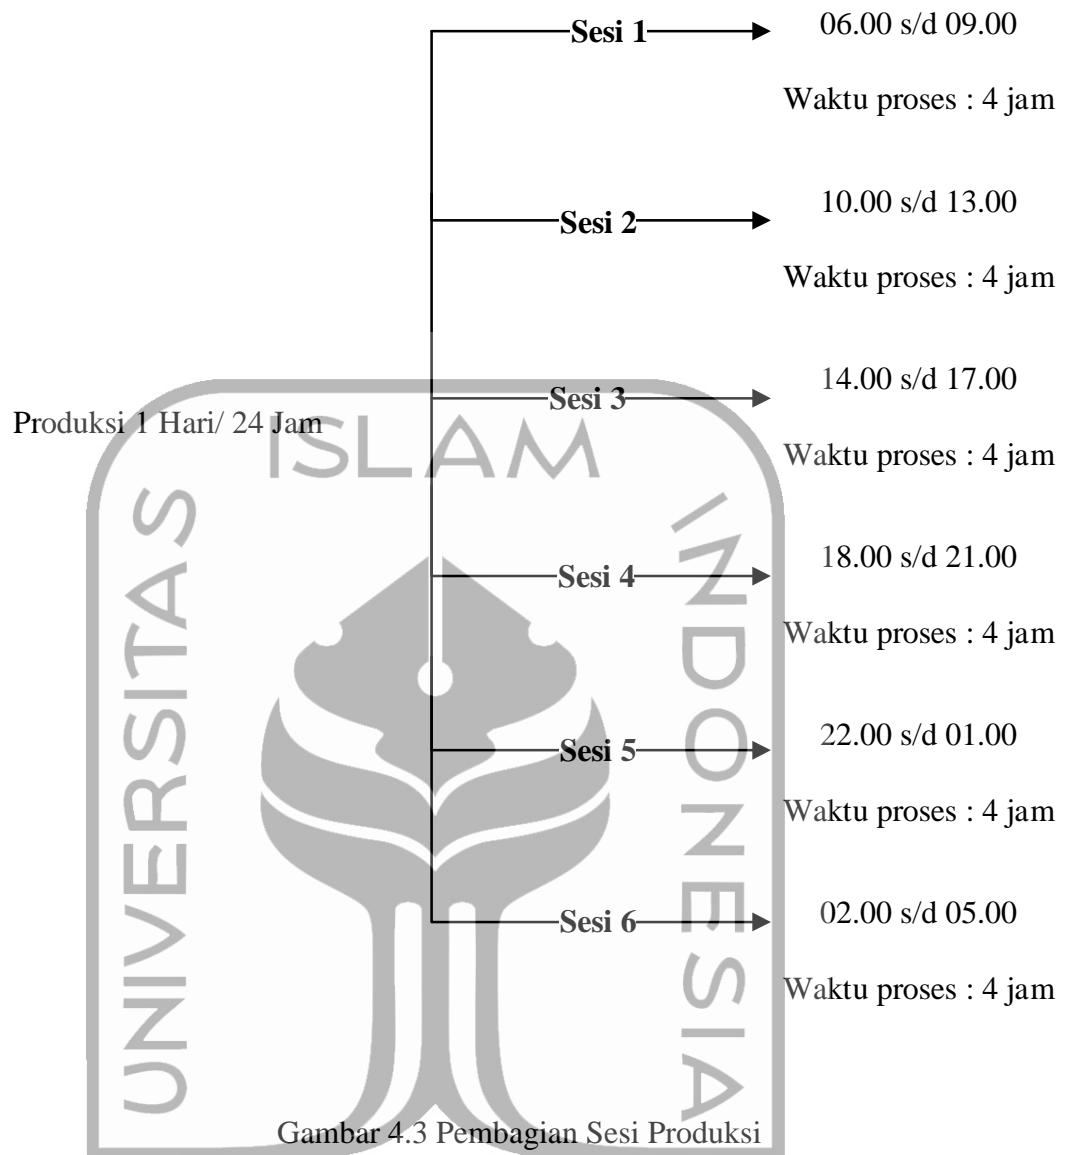 Sesi 1
06.00 s/d 09.00
Waktu proses : 4 jam
Sesi 2
10.00 s/d 13.00
Waktu proses : 4 jam
Sesi 3
14.00 s/d 17.00
Produksi 1 Hari/ 24 Jam
Waktu proses : 4 jam
Sesi 4
18.00 s/d 21.00
Waktu proses : 4 jam
Sesi 5
22.00 s/d 01.00
Waktu proses : 4 jam
Sesi 6
02.00 s/d 05.00
Waktu proses : 4 jam
UNIVERSITAS
ISLAM
INDONESIA
Gambar 4.3 Pembagian Sesi Produksi